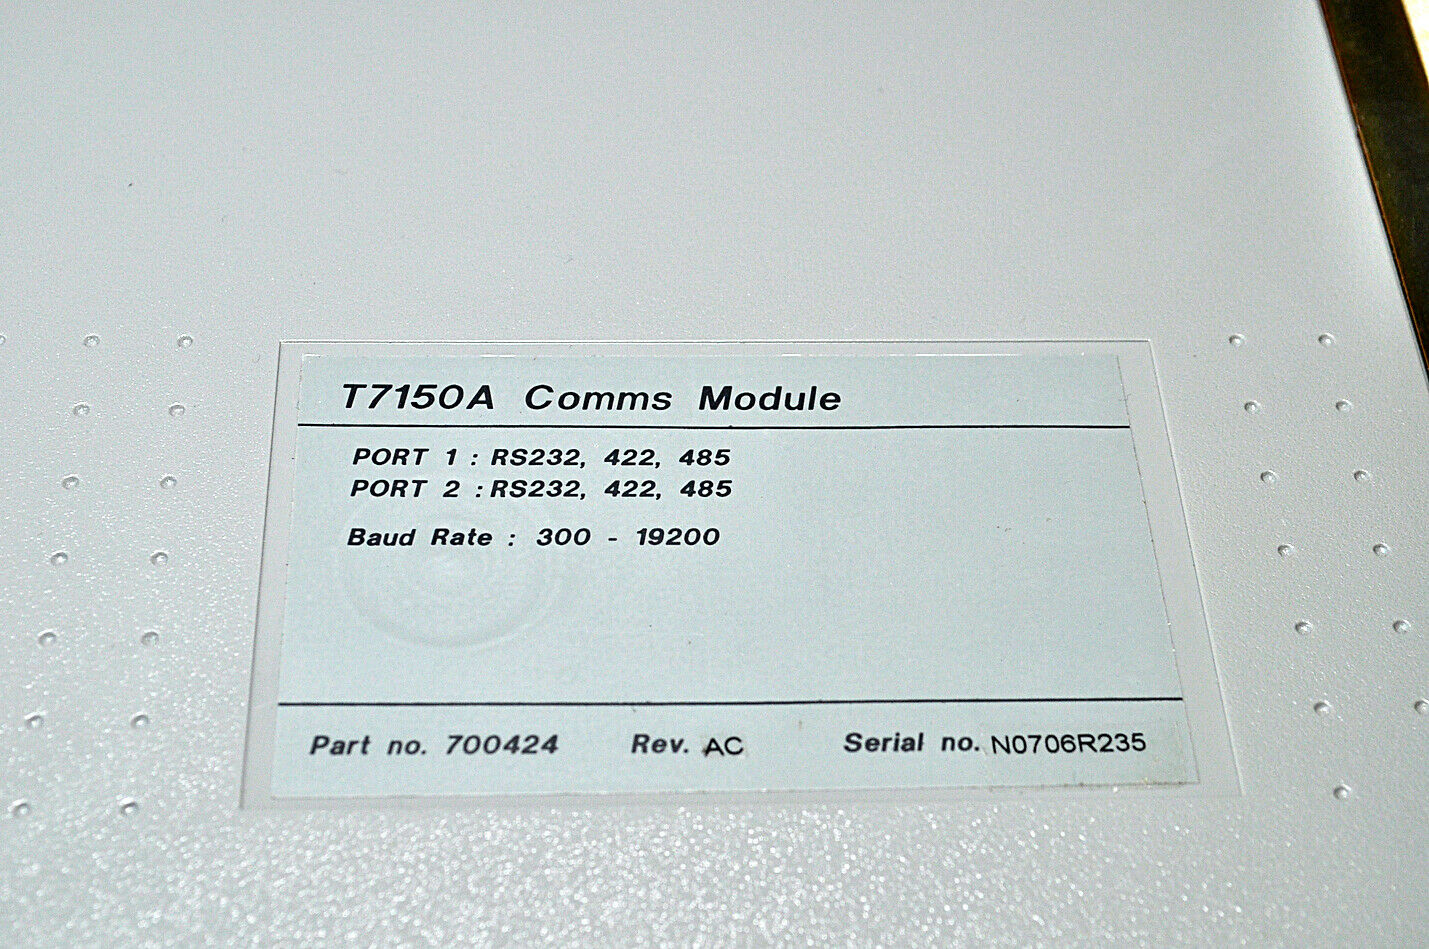 T7150A Comms Module
PORT 1 : RS232, 422, 485
PORT 2 : RS232, 422, 485
Baud Rate : 300 - 19200
Part no. 700424 Rev. AC Serial no. N0706R235